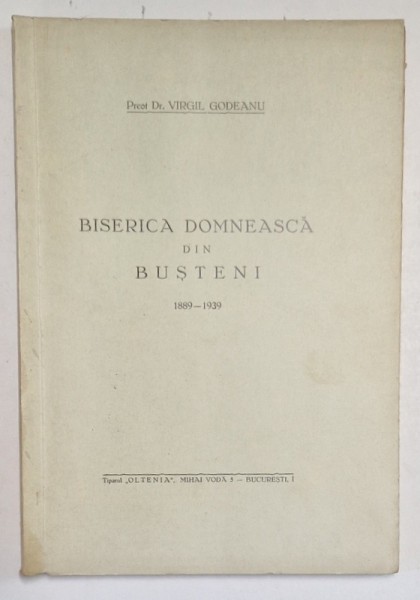 Preot Dr. VIRGIL GODEANU
BISERICA DOMNEASCĂ
DIN
BUȘTENI
1889—1939
Tiparul „OLTENIA“, MIHAI VODĂ 5 — BUCUREȘTI, I